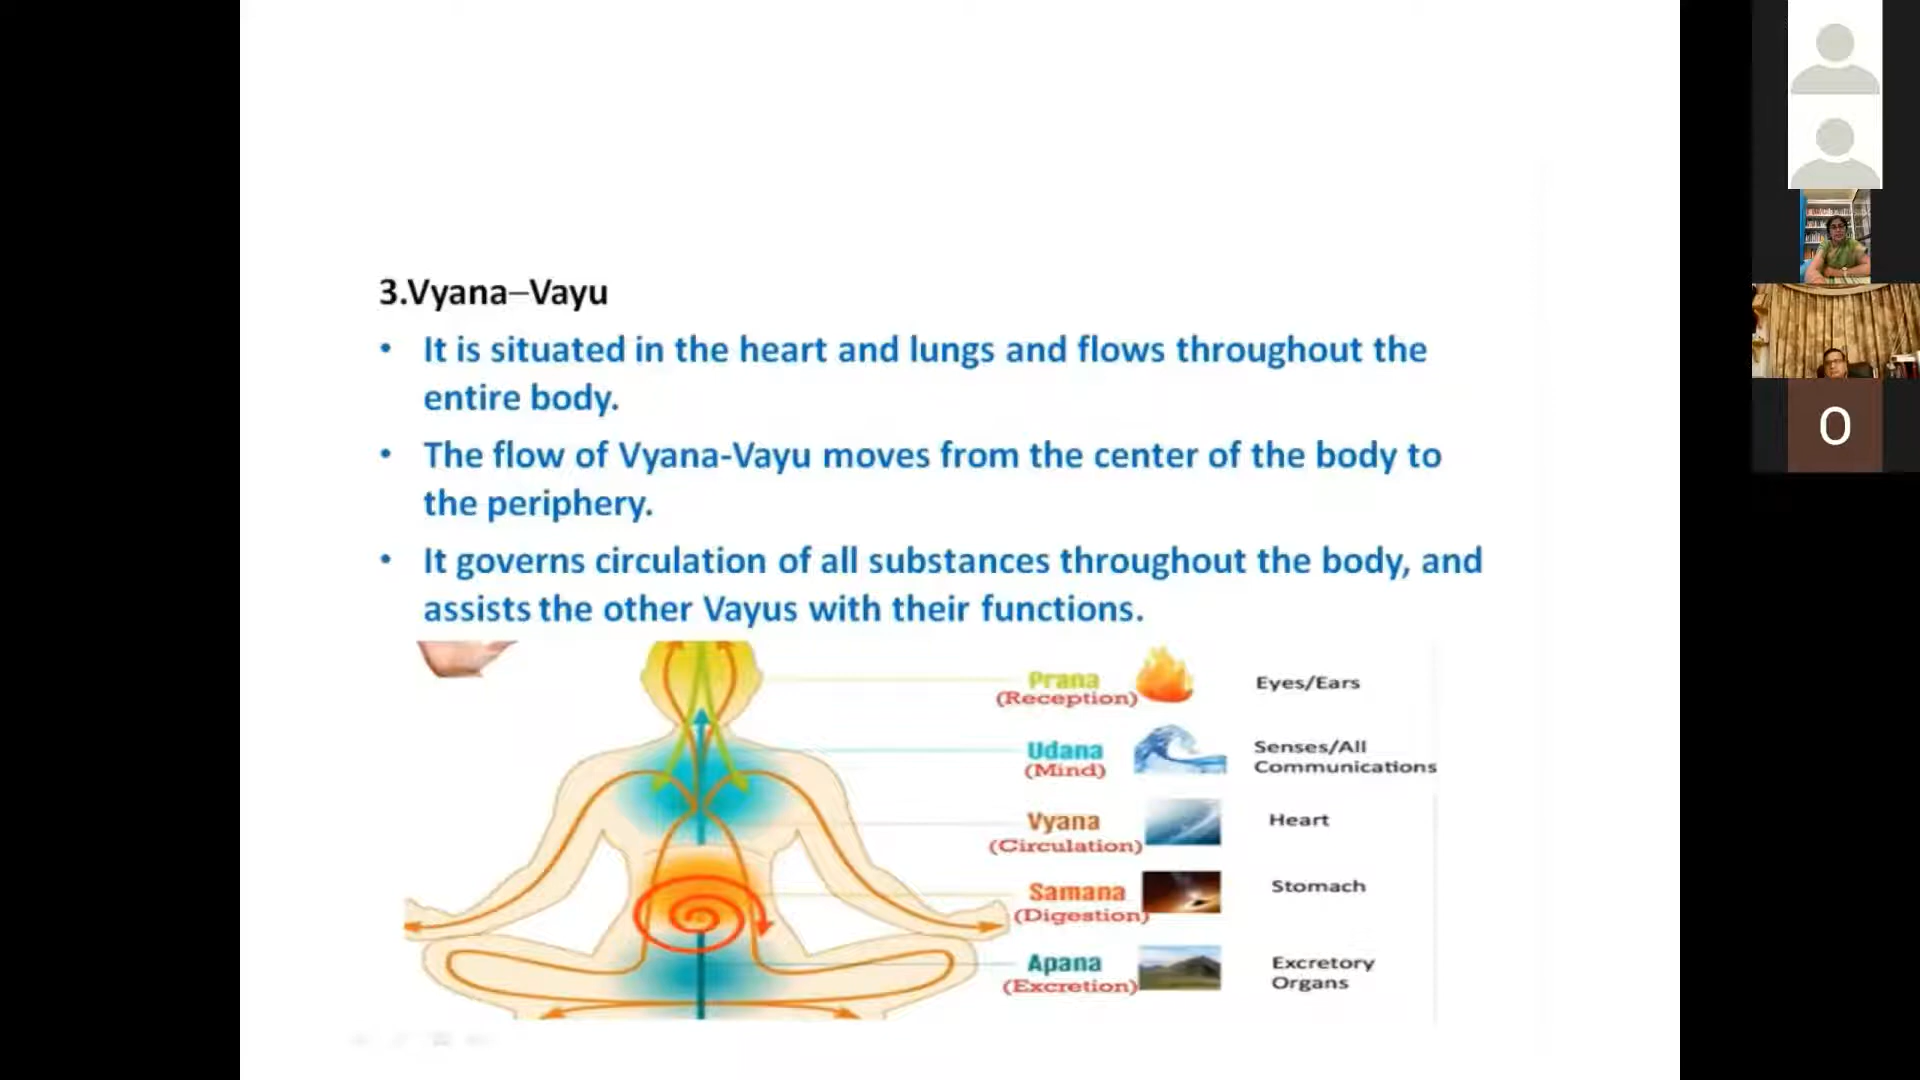 3.Vyana–Vayu
• It is situated in the heart and lungs and flows throughout the
entire body.
• The flow of Vyana-Vayu moves from the center of the body to
the periphery.
• It governs circulation of all substances throughout the body, and
assists the other Vayus with their functions.
Prana
(Reception)
Eyes/Ears
Udana
(Mind)
Senses/All
Communications
Vyana
(Circulation)
Heart
Samana
(Digestion)
Stomach
Apana
(Excretion)
Excretory
Organs
O